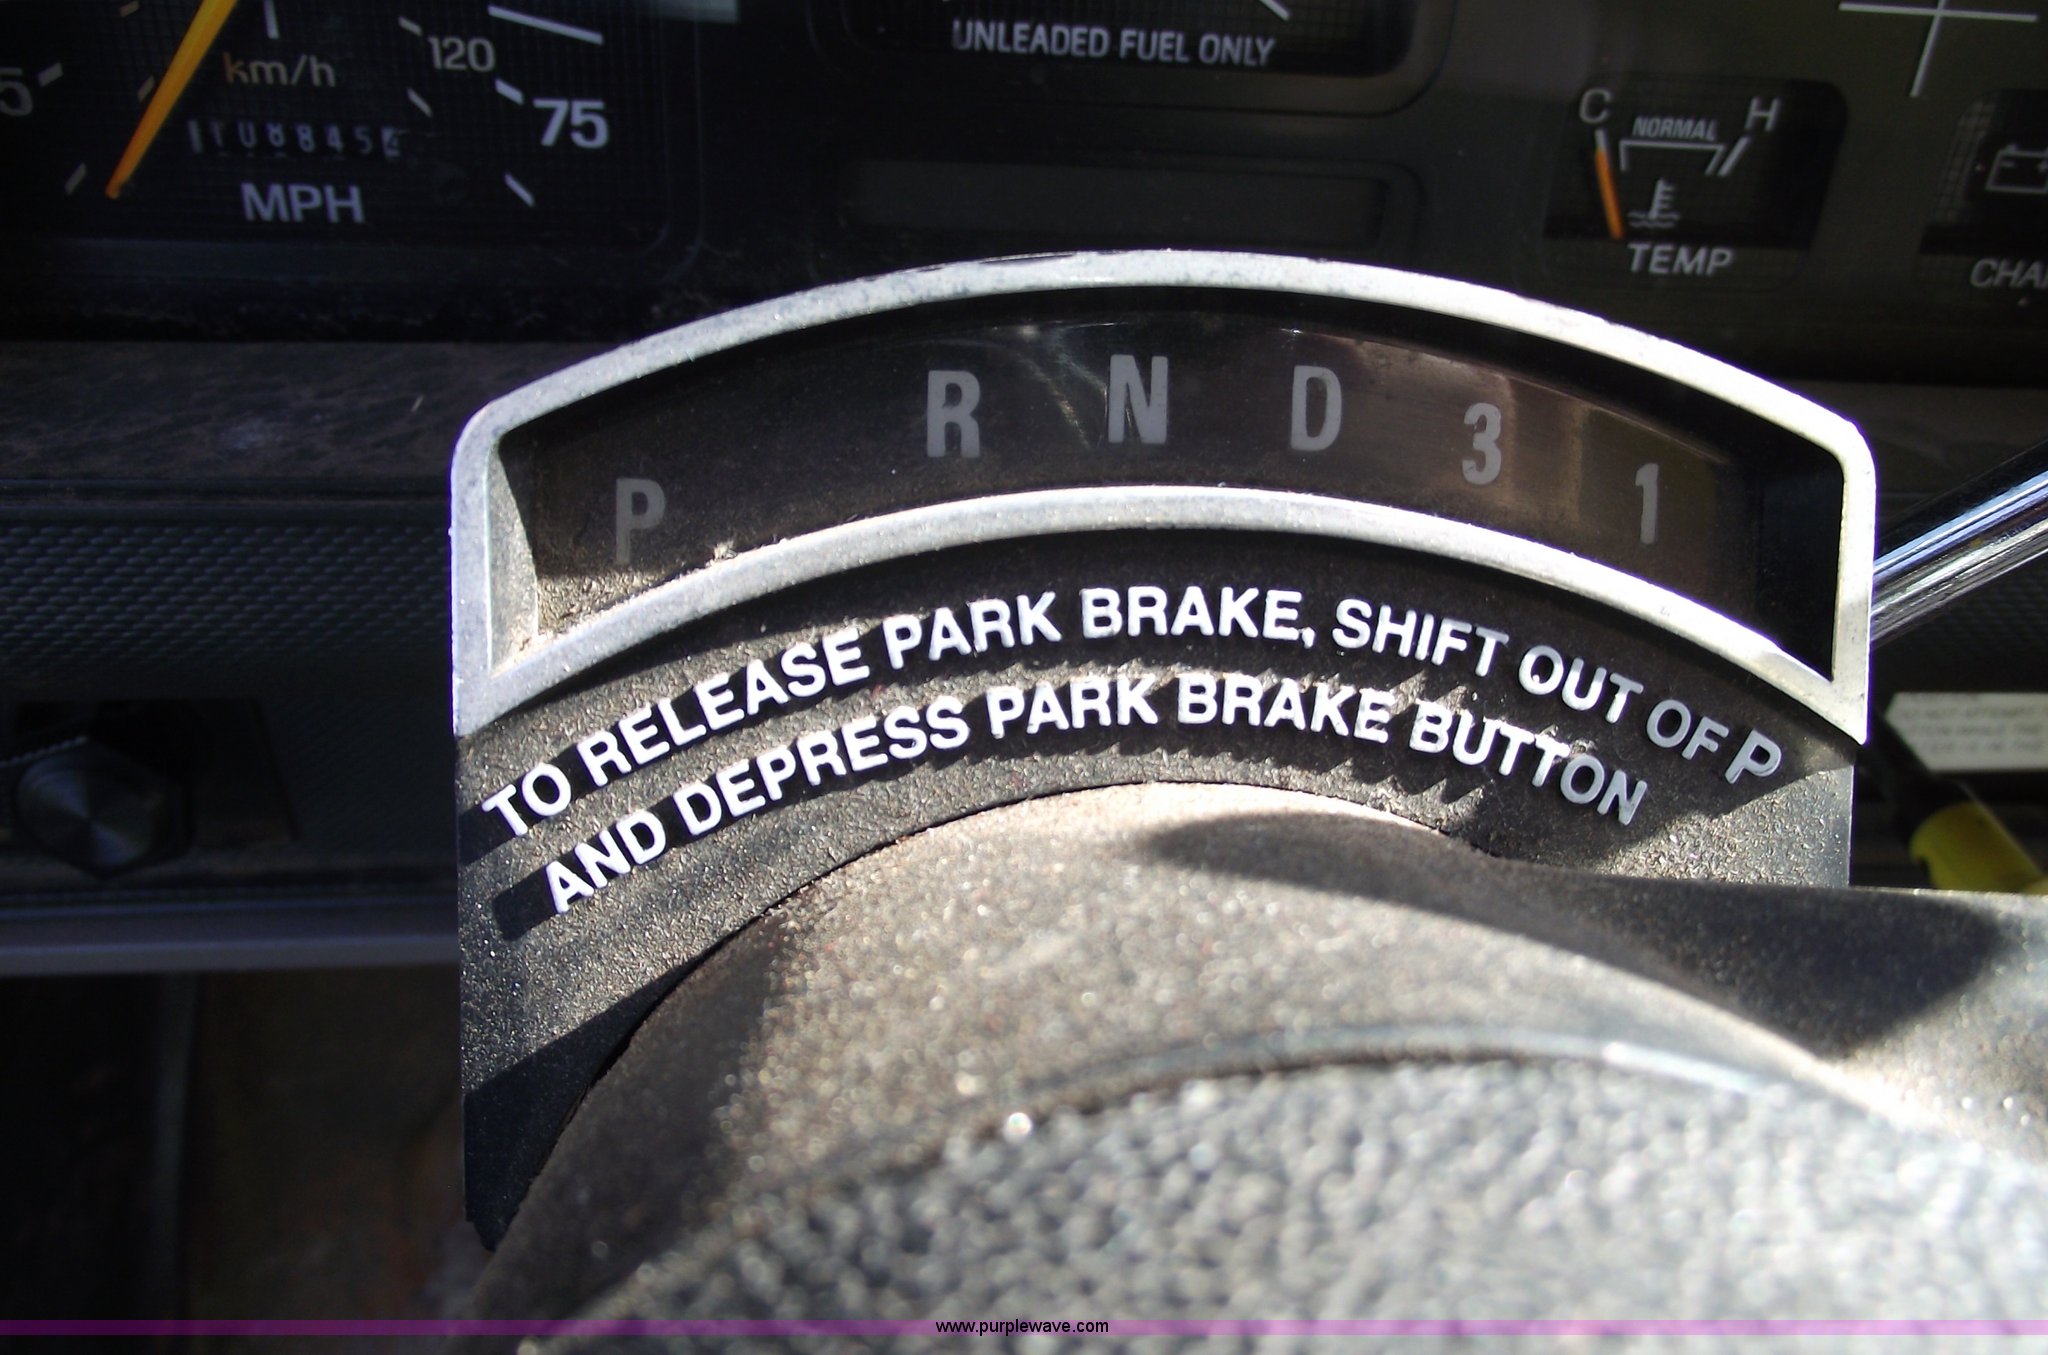 UNLEADED FUEL ONLY
120
km/h
75
MPH
C NORMAL H
TEMP
P R N D 3 1
TO RELEASE PARK BRAKE, SHIFT OUT OF P
AND DEPRESS PARK BRAKE BUTTON
www.purplewave.com